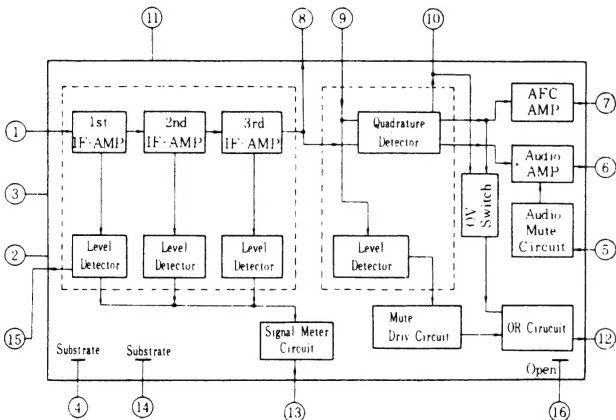 11
8
9
10
1
1st
IF-AMP
2nd
IF-AMP
3rd
IF-AMP
Quadrature
Detector
AFC
AMP
7
Audio
AMP
6
3
OV
Switch
Audio
Mute
Circuit
5
2
Level
Detector
Level
Detector
Level
Detector
Level
Detector
15
Signal Meter
Circuit
Mute
Driv Circuit
OR Cirucuit
12
Substrate
Substrate
Open
4
14
13
16